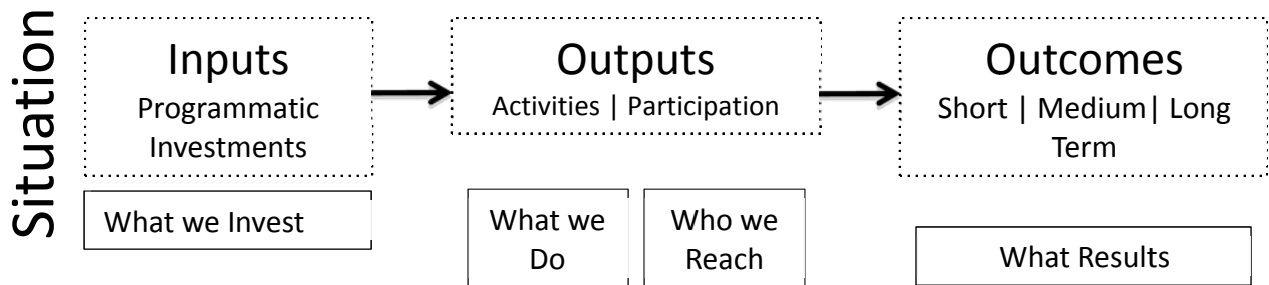 Situation
Inputs
Programmatic
Investments
Outputs
Activities | Participation
Outcomes
Short | Medium| Long
Term
What we Invest
What we
Do
Who we
Reach
What Results